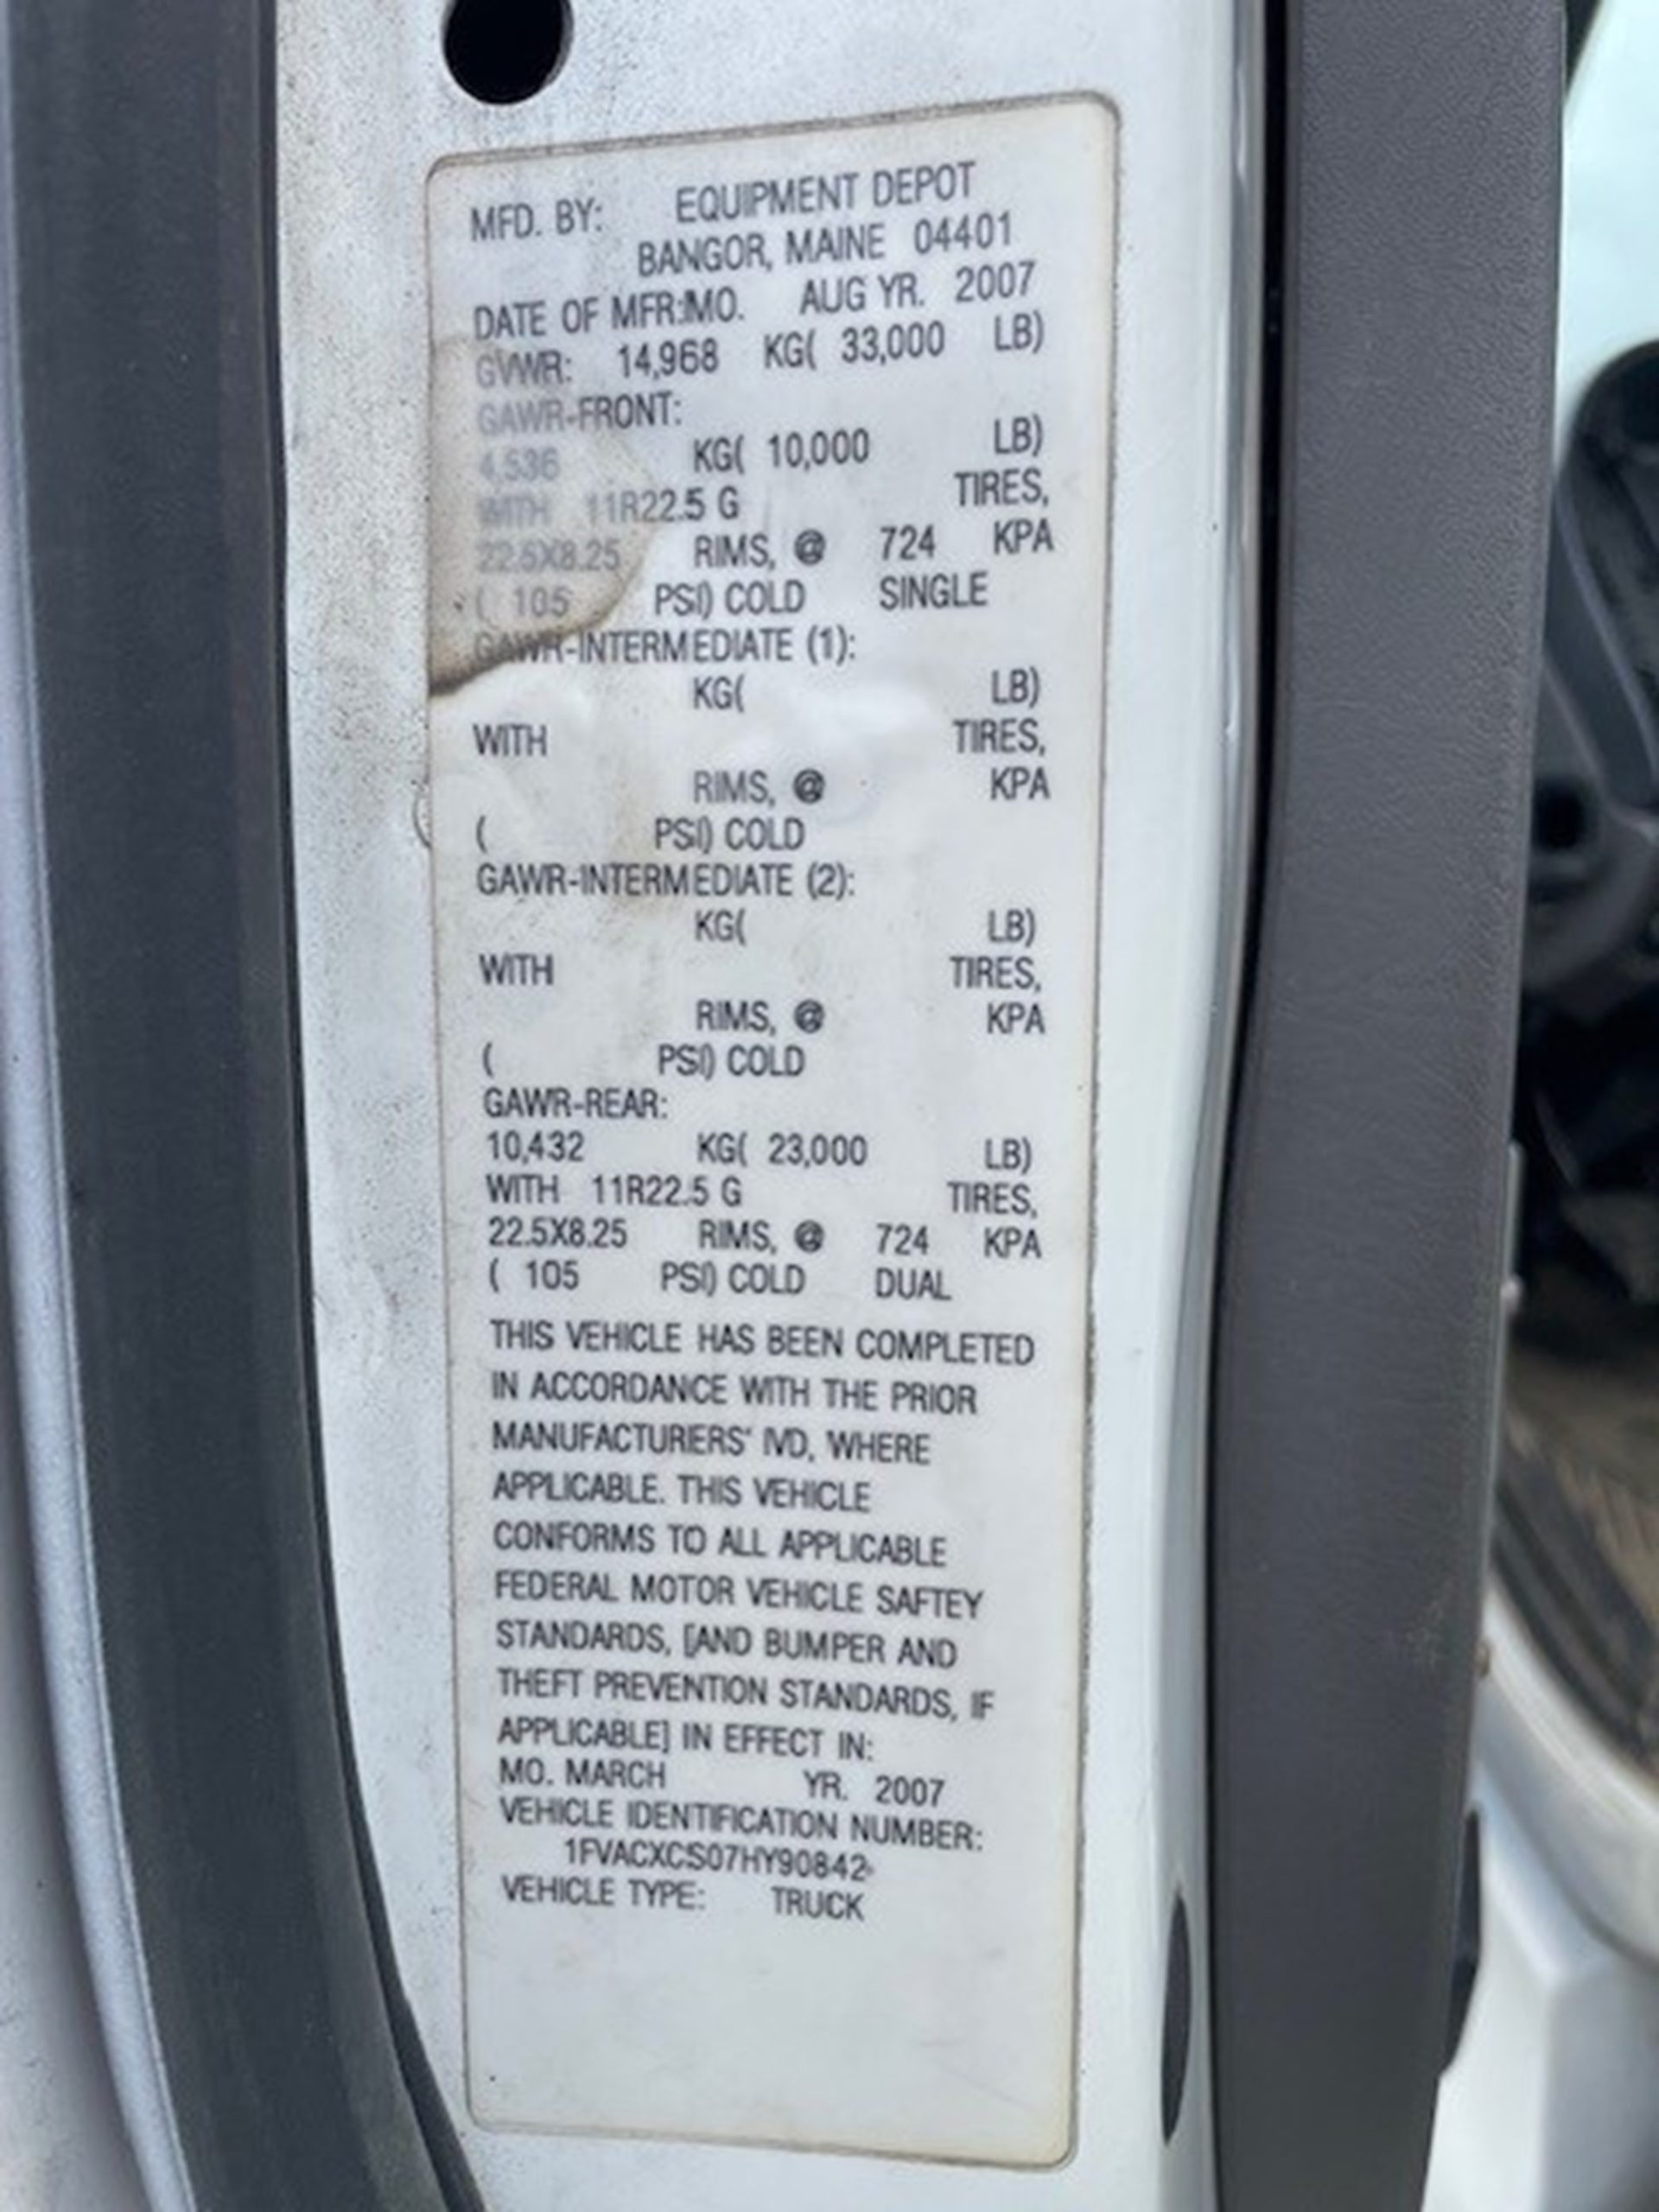 MFD. BY: EQUIPMENT DEPOT
BANGOR, MAINE 04401
DATE OF MFR:MO. AUG YR. 2007
GVWR: 14,968 KG( 33,000 LB)
GAWR-FRONT:
4,536 KG( 10,000 LB)
WITH 11R22.5 G TIRES,
22.5X8.25 RIMS, @ 724 KPA
( 105 PSI) COLD SINGLE
GAWR-INTERMEDIATE (1):
KG( LB)
WITH TIRES,
RIMS, @ KPA
( PSI) COLD
GAWR-INTERMEDIATE (2):
KG( LB)
WITH TIRES,
RIMS, @ KPA
( PSI) COLD
GAWR-REAR:
10,432 KG( 23,000 LB)
WITH 11R22.5 G TIRES,
22.5X8.25 RIMS, @ 724 KPA
( 105 PSI) COLD DUAL
THIS VEHICLE HAS BEEN COMPLETED
IN ACCORDANCE WITH THE PRIOR
MANUFACTURERS' IVD, WHERE
APPLICABLE. THIS VEHICLE
CONFORMS TO ALL APPLICABLE
FEDERAL MOTOR VEHICLE SAFTEY
STANDARDS, [AND BUMPER AND
THEFT PREVENTION STANDARDS, IF
APPLICABLE] IN EFFECT IN:
MO. MARCH YR. 2007
VEHICLE IDENTIFICATION NUMBER:
1FVACXCS07HY90842
VEHICLE TYPE: TRUCK